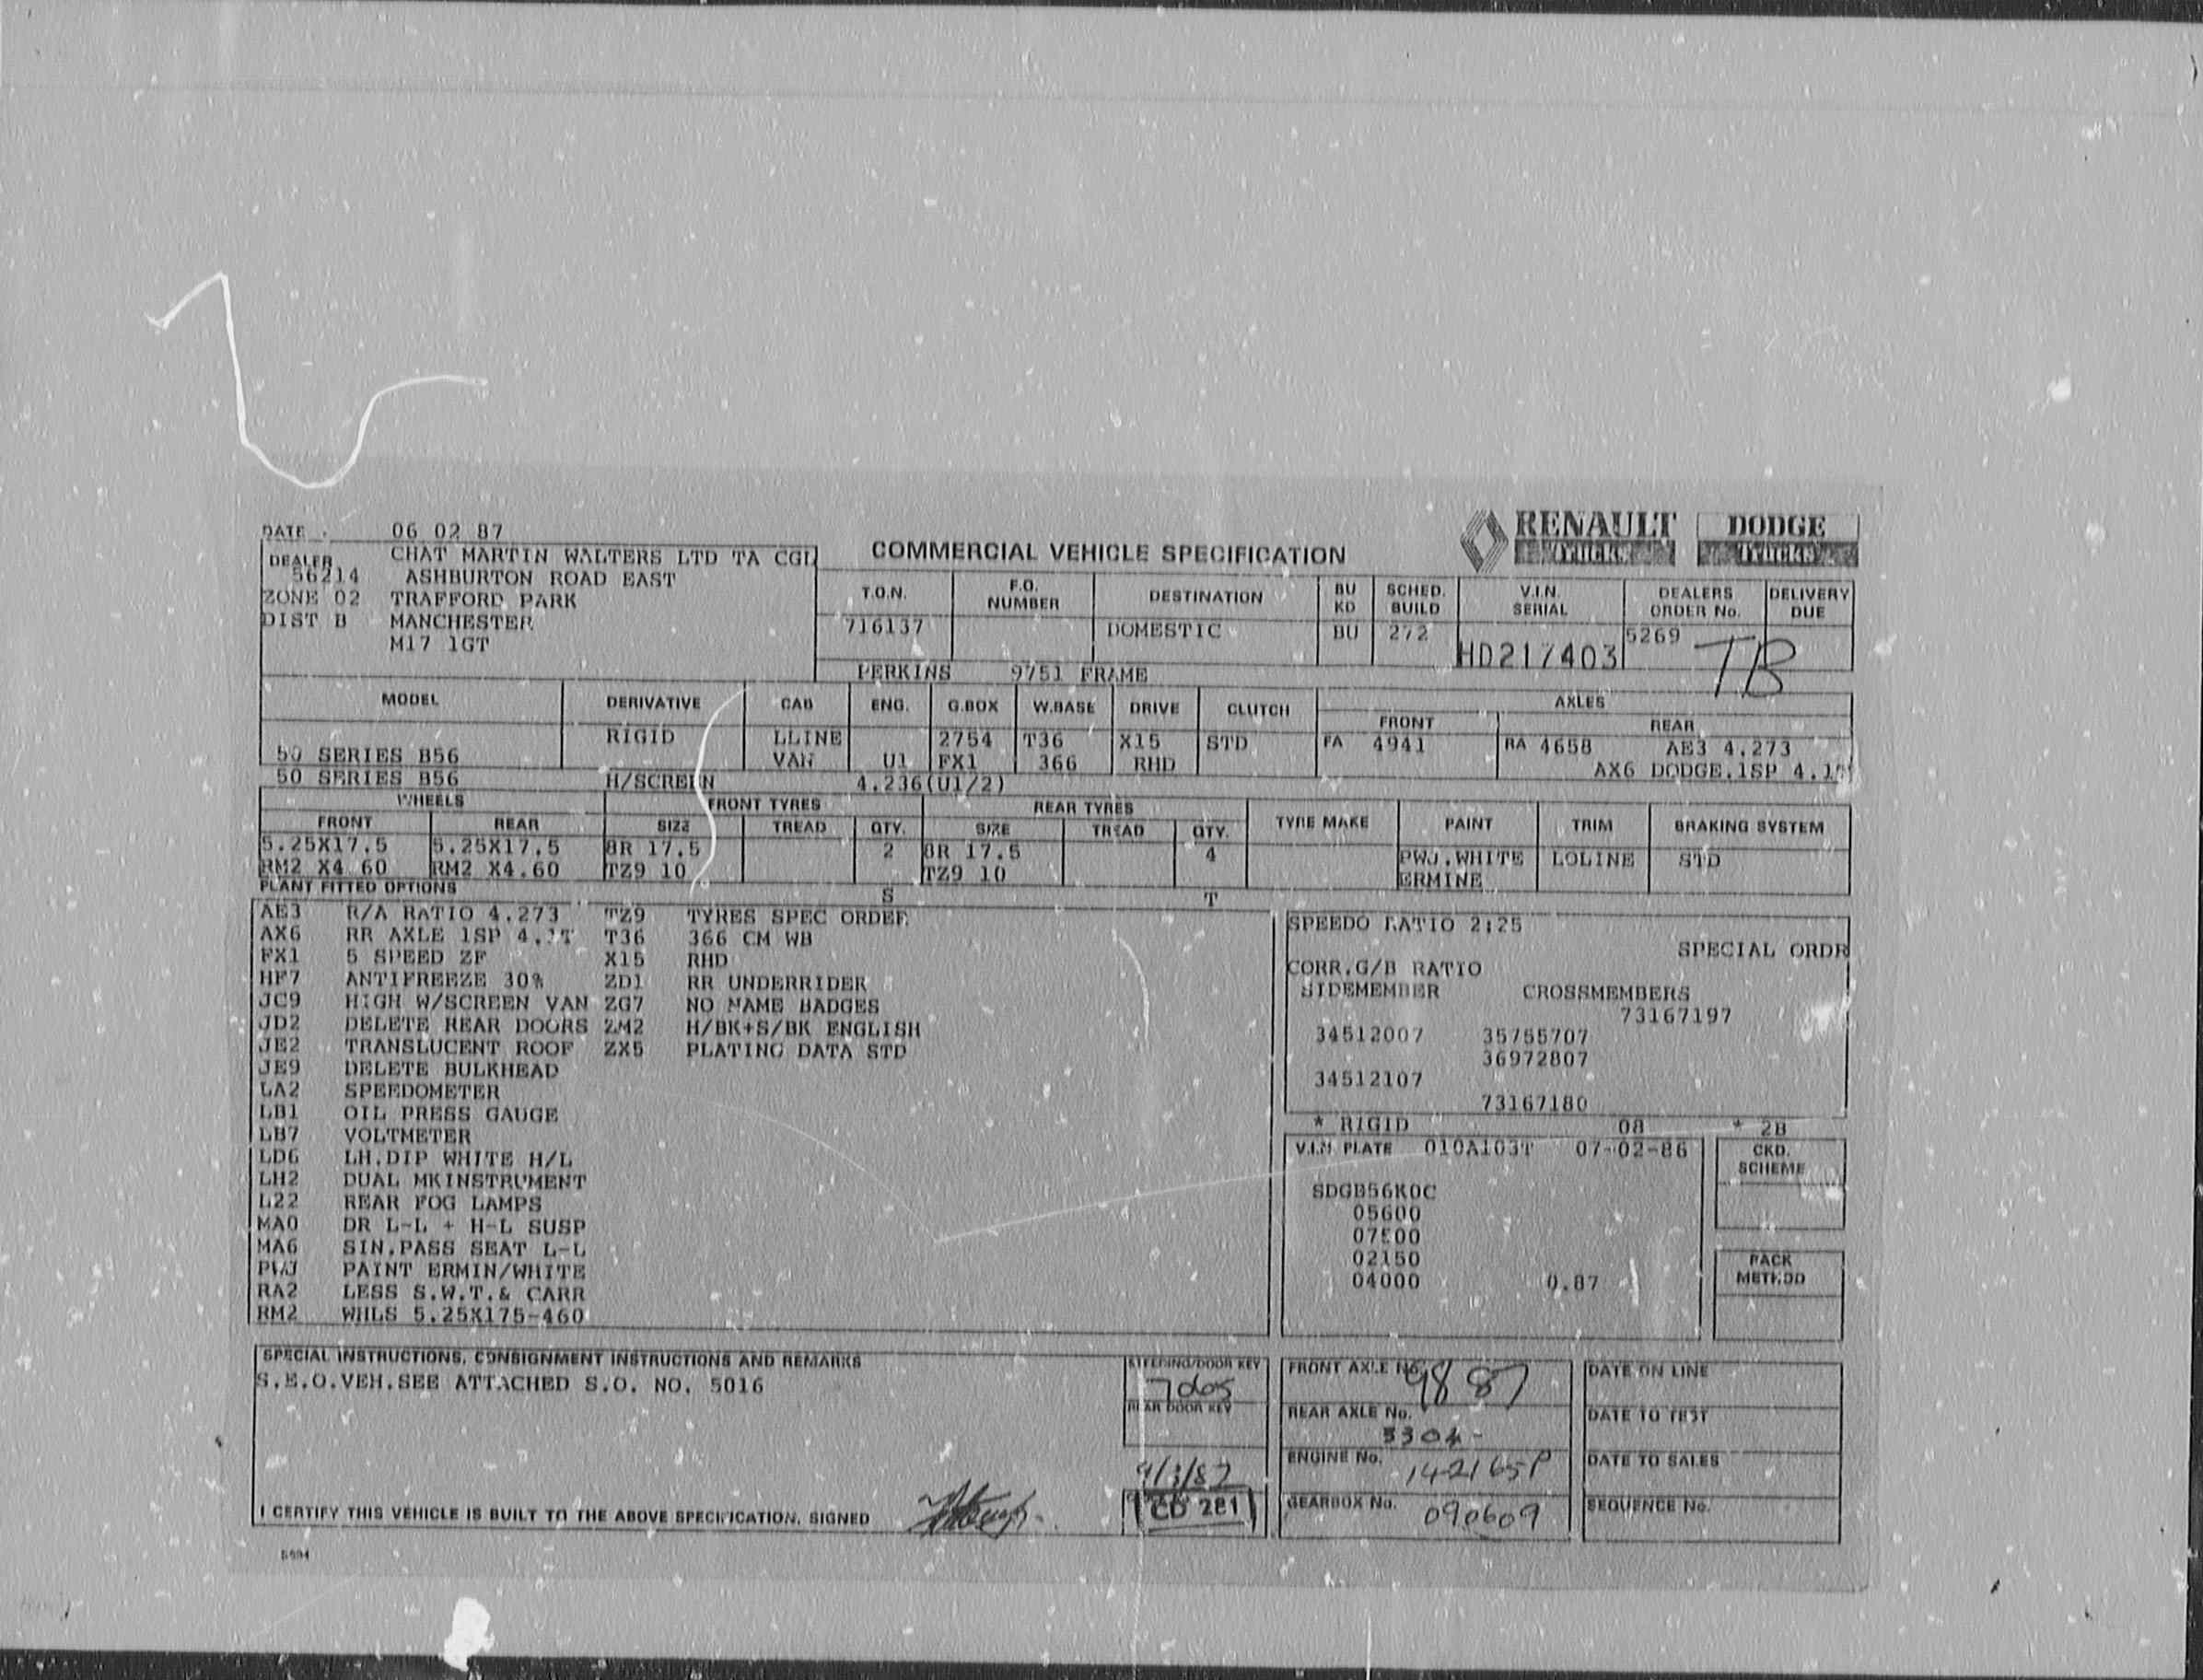 DATE 06 02 87
RENAULT DODGE
TRUCKS TRUCKS
COMMERCIAL VEHICLE SPECIFICATION
DEALER CHAT MARTIN WALTERS LTD TA CGL
56214 ASHBURTON ROAD EAST
ZONE 02 TRAFFORD PARK
DIST B MANCHESTER
M17 1GT
T.O.N. F.O. NUMBER DESTINATION BU KD SCHED. BUILD V.I.N. SERIAL DEALERS ORDER No. DELIVERY DUE
716137 DOMESTIC BU 272 HD217403 5269 TB
PERKINS 9751 FRAME
MODEL DERIVATIVE CAB ENG. G.BOX W.BASE DRIVE CLUTCH AXLES
FRONT REAR
RIGID LLINE 2754 T36 X15 STD FA 4941 RA 4658 AE3 4.273
50 SERIES B56 VAN U1 FX1 366 RHD
AX6 DODGE.1SP
50 SERIES B56 H/SCREEN 4.236(U1/2)
WHEELS FRONT TYRES REAR TYRES TYRE MAKE PAINT TRIM BRAKING SYSTEM
FRONT REAR SIZE TREAD QTY. SIZE TREAD QTY.
5.25X17.5 5.25X17.5 8R 17.5 2 8R 17.5 4 PWJ.WHITE LOLINE STD
RM2 X4.60 RM2 X4.60 TZ9 10 TZ9 10 ERMINE
PLANT FITTED OPTIONS S T
AE3 R/A RATIO 4.273 TZ9 TYRES SPEC ORDER
AX6 RR AXLE 1SP 4.1T T36 366 CM WB
FX1 5 SPEED ZF X15 RHD
HF7 ANTIFREEZE 30% ZD1 RR UNDERRIDER
JC9 HIGH W/SCREEN VAN ZG7 NO NAME BADGES
JD2 DELETE REAR DOORS ZM2 H/BK+S/BK ENGLISH
JE2 TRANSLUCENT ROOF ZX5 PLATING DATA STD
JE9 DELETE BULKHEAD
LA2 SPEEDOMETER
LB1 OIL PRESS GAUGE
LB7 VOLTMETER
LD6 LH.DIP WHITE H/L
LH2 DUAL MKINSTRUMENT
L22 REAR FOG LAMPS
MA0 DR L-L + H-L SUSP
MA6 SIN.PASS SEAT L-L
PWJ PAINT ERMIN/WHITE
RA2 LESS S.W.T.& CARR
RM2 WHLS 5.25X175-460
SPEEDO RATIO 2:25
SPECIAL ORDR
CORR.G/B RATIO
SIDEMEMBER CROSSMEMBERS
73167197
34512007 35755707
36972807
34512107
73167180
* RIGID 08 * 2B
V.I.N PLATE 010A103T 07-02-86
SDGB56K0C
05600
07500
02150
04000 0.87
CKD. SCHEME
PACK METHOD
SPECIAL INSTRUCTIONS, CONSIGNMENT INSTRUCTIONS AND REMARKS
S.E.O.VEH.SEE ATTACHED S.O. NO. 5016
STEERING/DOOR KEY
REAR DOOR KEY
9/3/87
CD 281
FRONT AXLE No. 9887
REAR AXLE No. 3304-
ENGINE No. 142165P
GEARBOX No. 090609
DATE ON LINE
DATE TO TEST
DATE TO SALES
SEQUENCE No.
I CERTIFY THIS VEHICLE IS BUILT TO THE ABOVE SPECIFICATION. SIGNED